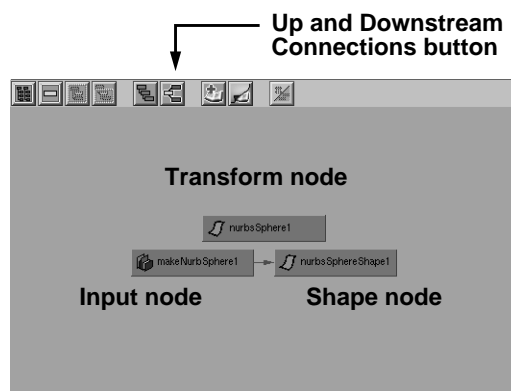 Up and Downstream
Connections button
Transform node
nurbsSphere1
makeNurbSphere1
nurbsSphereShape1
Input node
Shape node